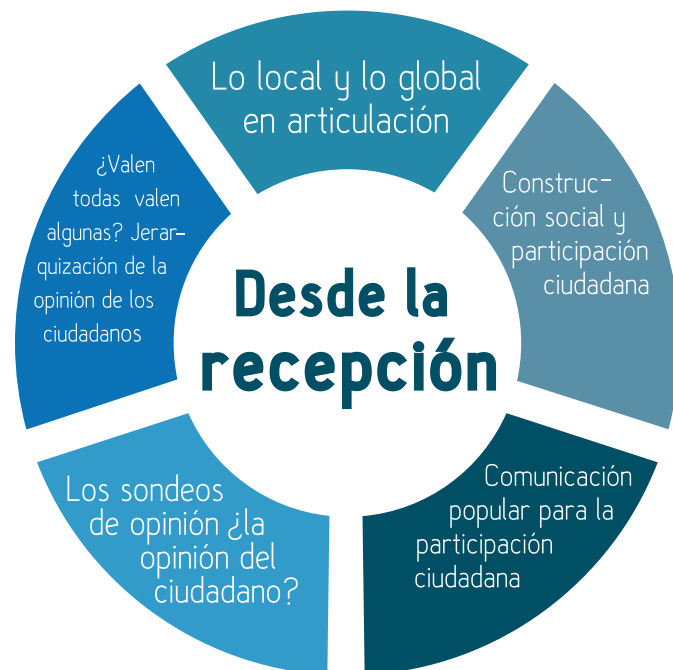 Lo local y lo global
en articulación
Construc-
ción social y
participación
ciudadana
Comunicación
popular para la
participación
ciudadana
Los sondeos
de opinión ¿la
opinión del
ciudadano?
¿Valen
todas valen
algunas? Jerar-
quización de la
opinión de los
ciudadanos
Desde la
recepción